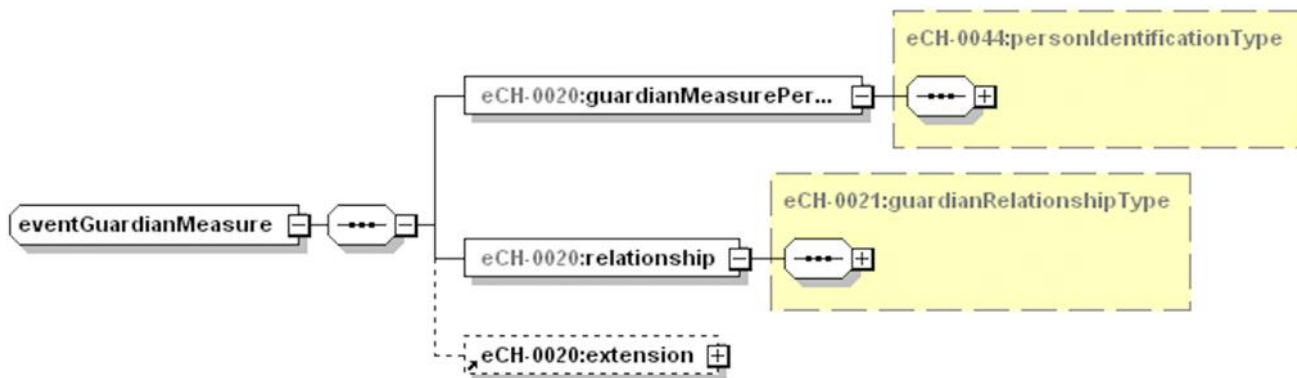 eCH-0044:personIdentificationType
eCH-0020:guardianMeasurePer...
eCH-0021:guardianRelationshipType
eventGuardianMeasure
eCH-0020:relationship
eCH-0020:extension